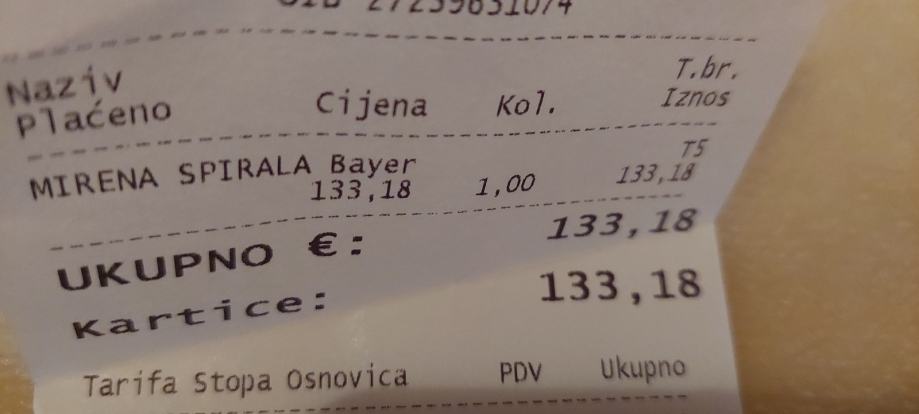 Naziv T.br.
Plaćeno Cijena Kol. Iznos
MIRENA SPIRALA Bayer T5
133,18 1,00 133,18
UKUPNO €: 133,18
Kartice: 133,18
Tarifa Stopa Osnovica PDV Ukupno